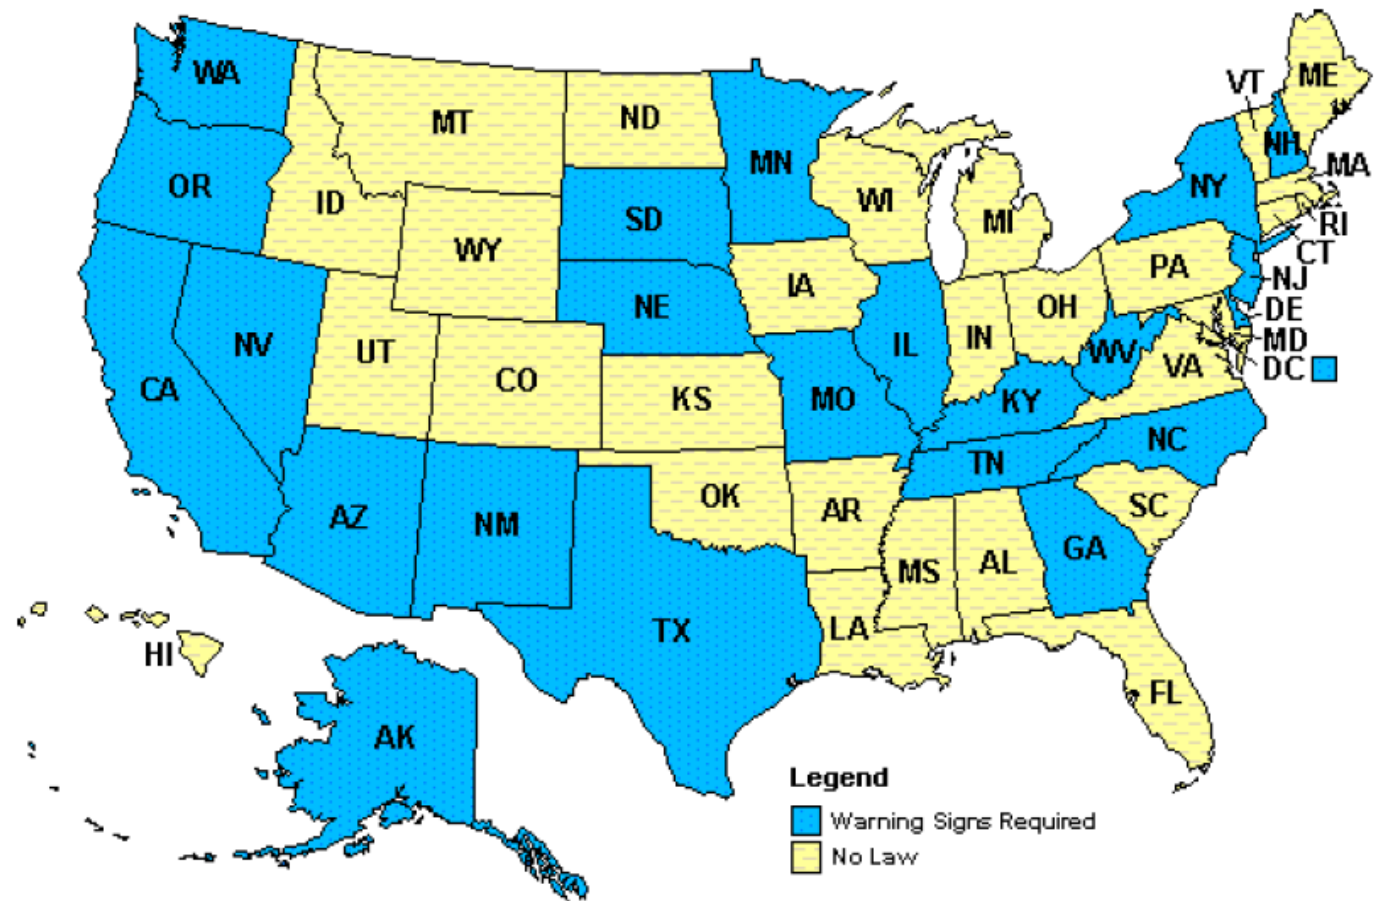 WA
MT
ND
MN
OR
ID
SD
WI
MI
VT
ME
NH
NY
MA
RI
CT
WY
IA
PA
NJ
NE
DE
NV
UT
CO
IL
IN
OH
MD
DC
CA
KS
MO
KY
WV
VA
AZ
NM
OK
AR
TN
NC
SC
MS
AL
GA
TX
LA
HI
FL
AK
Legend
Warning Signs Required
No Law